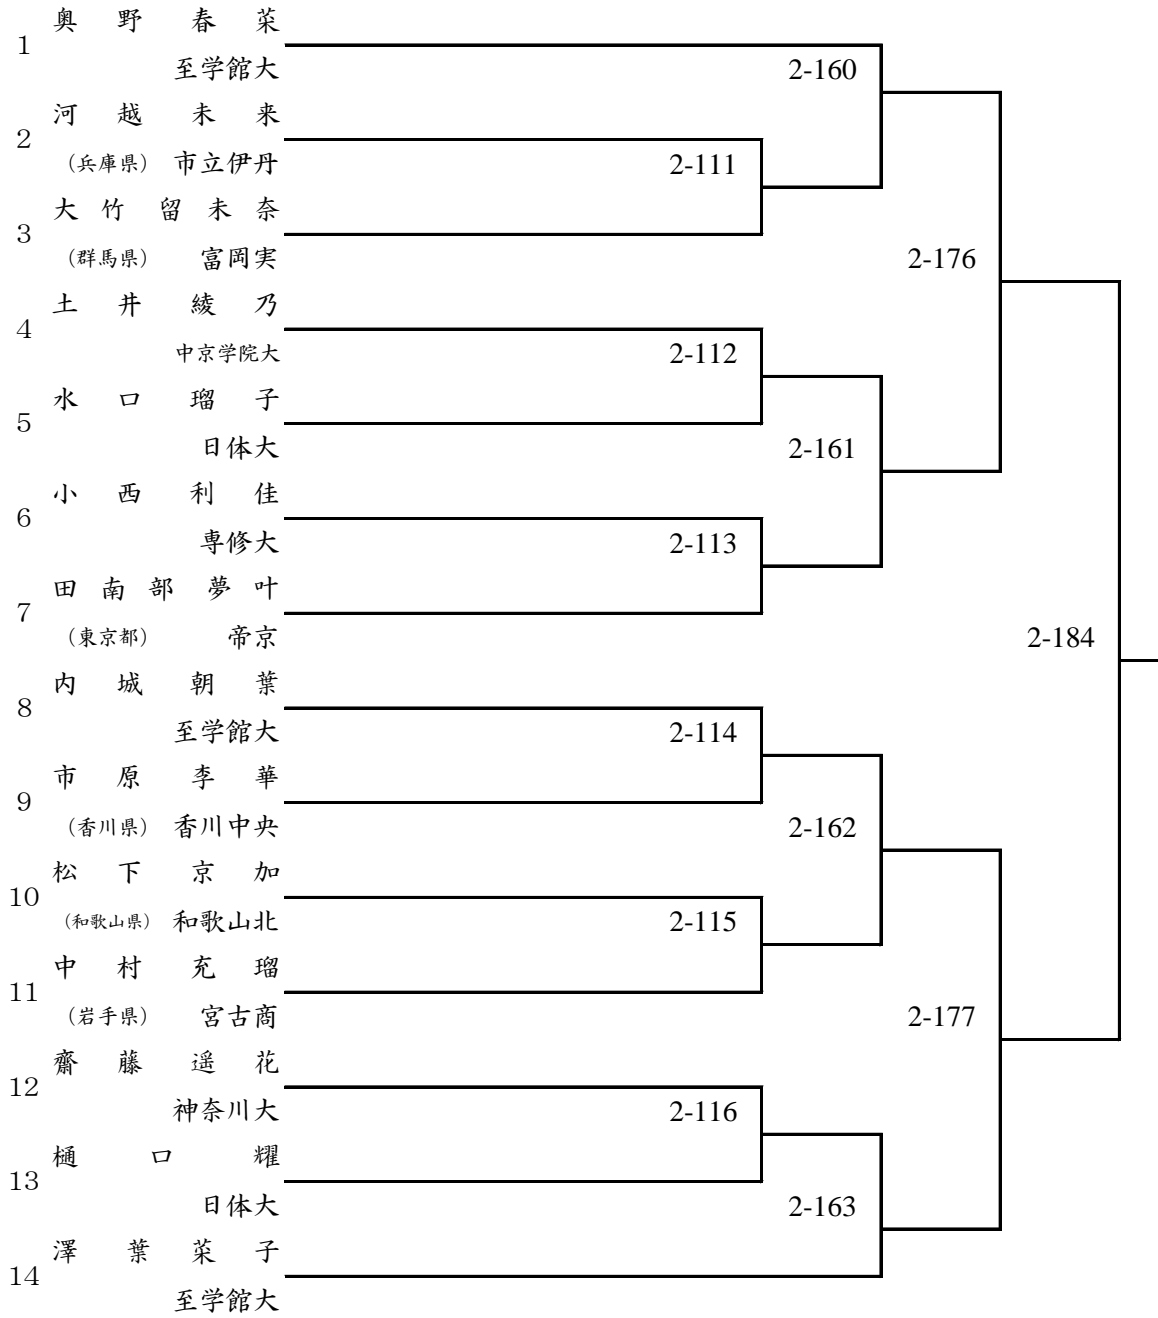 奥野春菜
1
至学館大
2-160
河越未来
2
（兵庫県） 市立伊丹
2-111
大竹留未奈
3
（群馬県） 富岡実
2-176
土井綾乃
4
中京学院大
2-112
水口瑠子
5
日体大
2-161
小西利佳
6
専修大
2-113
田南部夢叶
7
（東京都） 帝京
2-184
内城朝葉
8
至学館大
2-114
市原李華
9
（香川県） 香川中央
2-162
松下京加
10
（和歌山県） 和歌山北
2-115
中村充瑠
11
（岩手県） 宮古商
2-177
齋藤遥花
12
神奈川大
2-116
樋口耀
13
日体大
2-163
澤葉菜子
14
至学館大